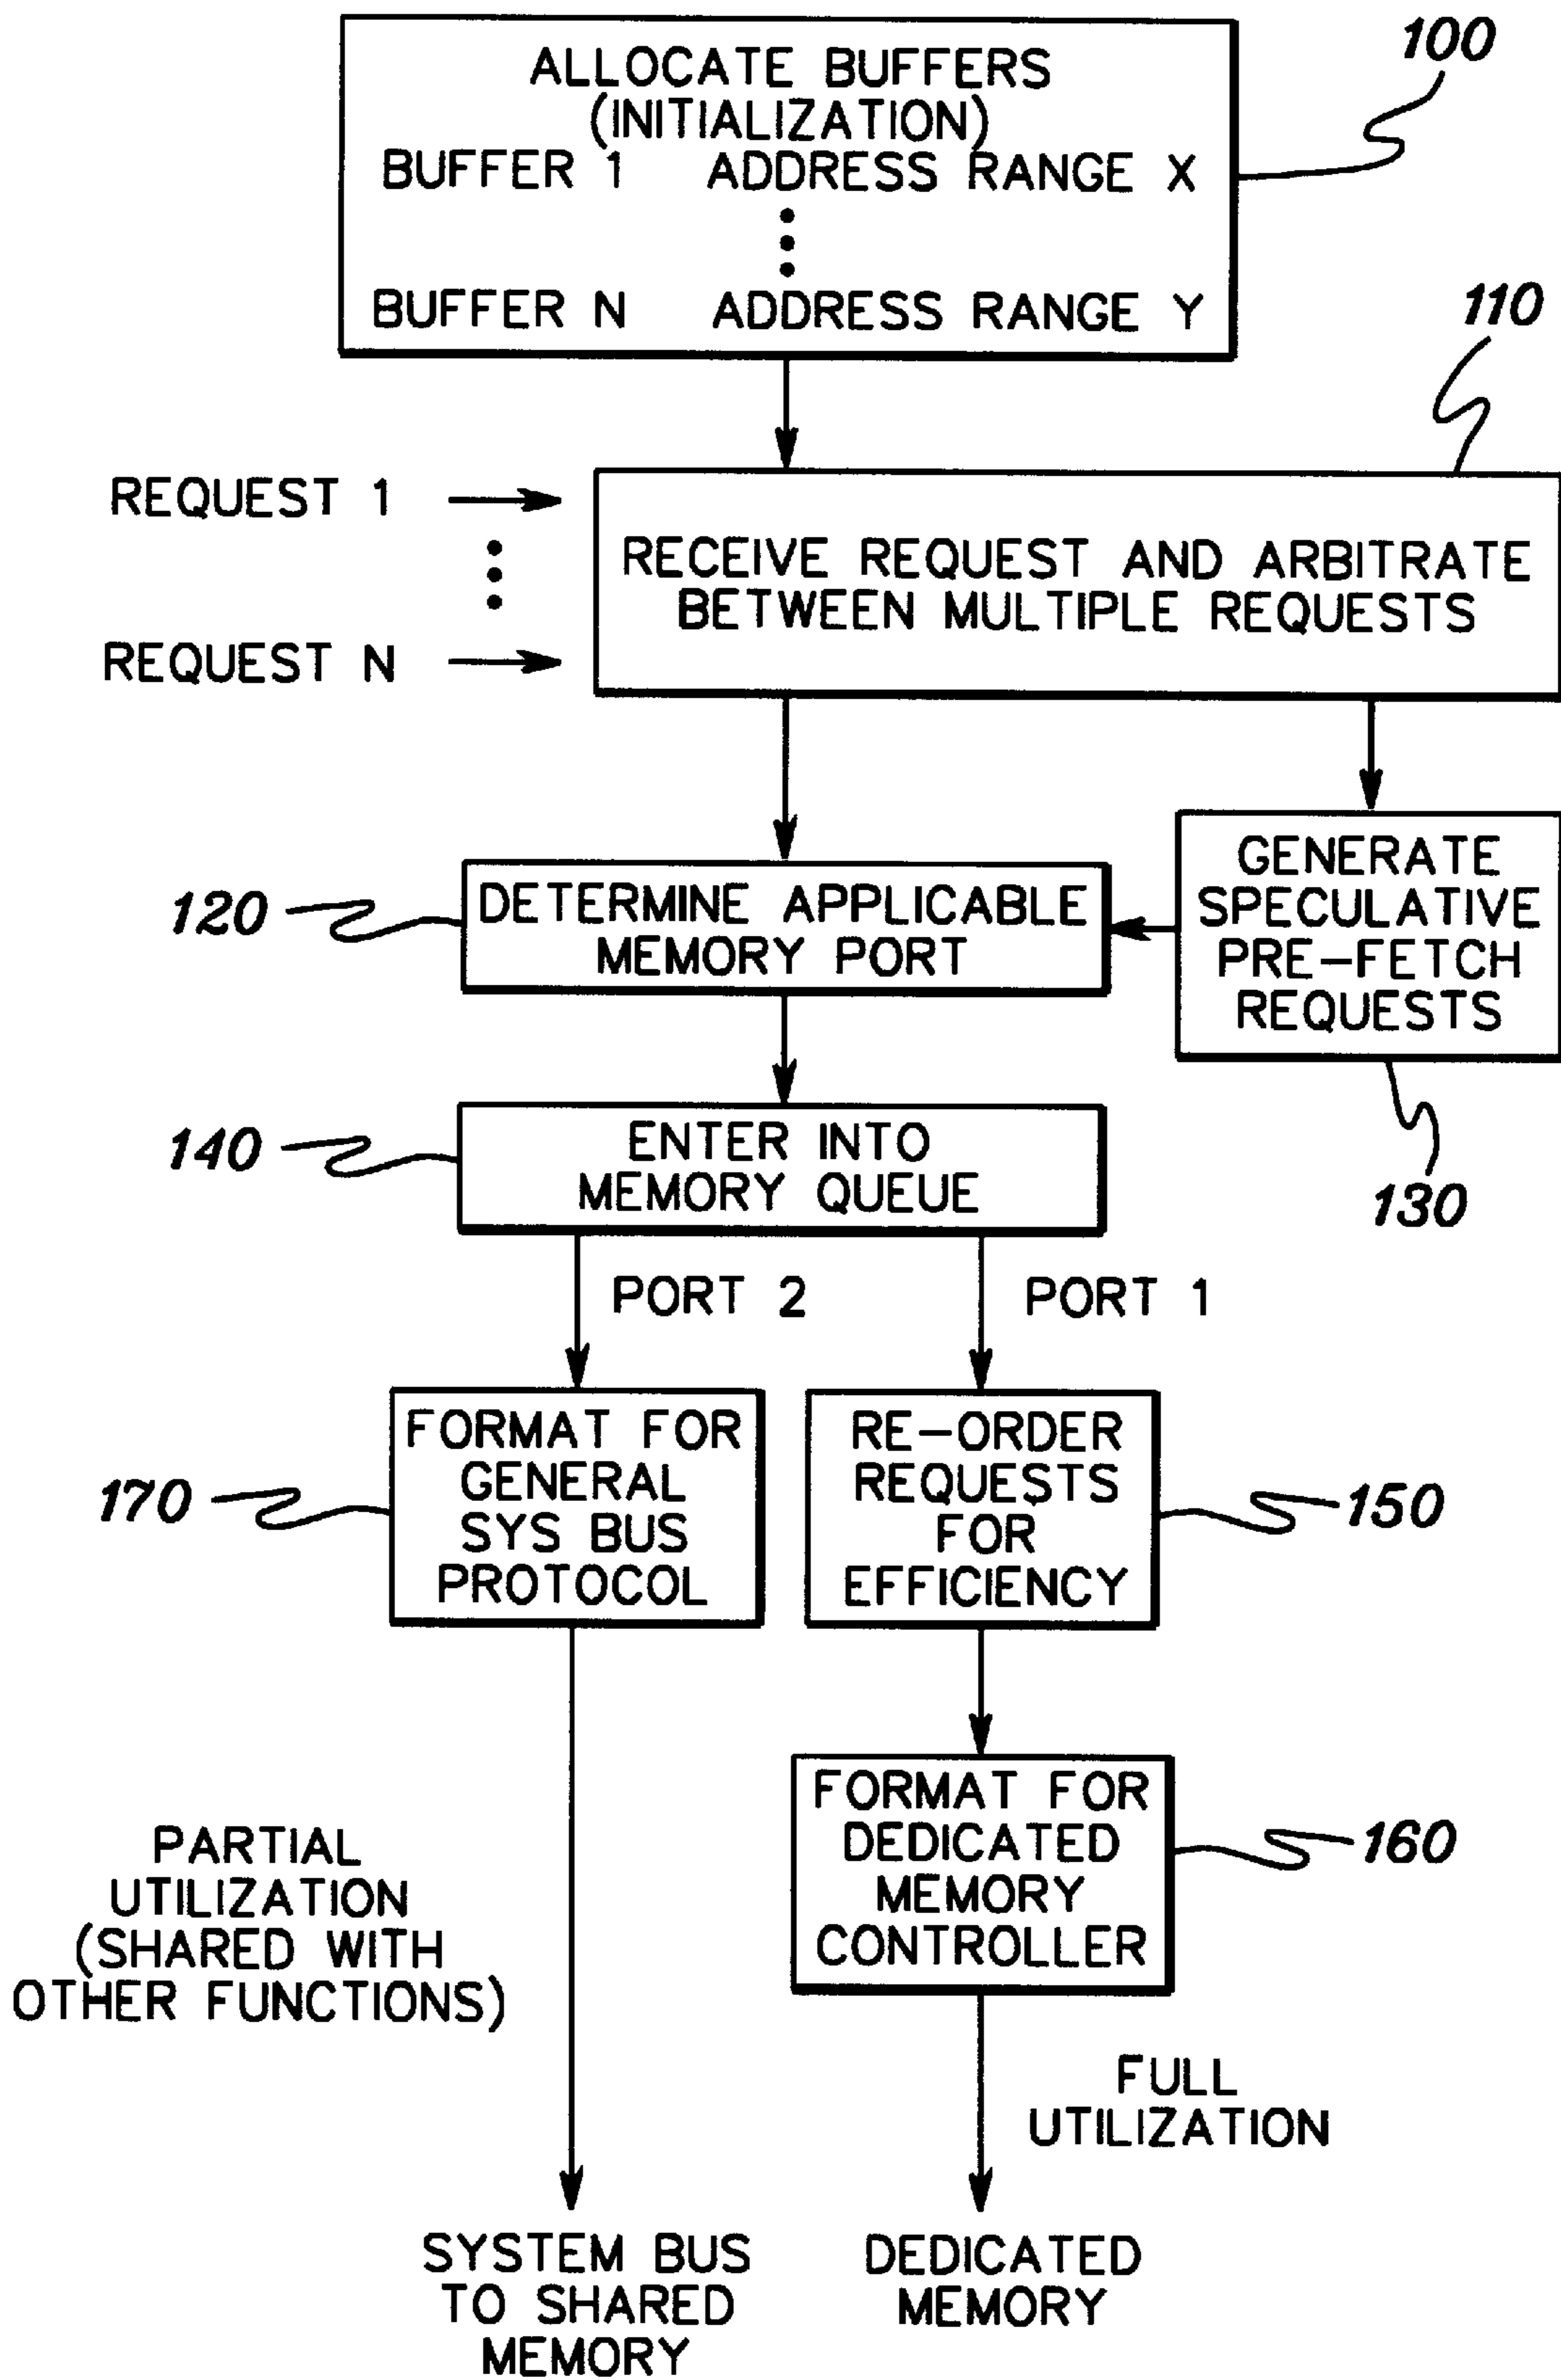 100
ALLOCATE BUFFERS
(INITIALIZATION)
BUFFER 1 ADDRESS RANGE X
BUFFER N ADDRESS RANGE Y
110
REQUEST 1
REQUEST N
RECEIVE REQUEST AND ARBITRATE
BETWEEN MULTIPLE REQUESTS
120
DETERMINE APPLICABLE
MEMORY PORT
GENERATE
SPECULATIVE
PRE-FETCH
REQUESTS
130
140
ENTER INTO
MEMORY QUEUE
PORT 2
PORT 1
170
FORMAT FOR
GENERAL
SYS BUS
PROTOCOL
RE-ORDER
REQUESTS
FOR
EFFICIENCY
150
FORMAT FOR
DEDICATED
MEMORY
CONTROLLER
160
PARTIAL
UTILIZATION
(SHARED WITH
OTHER FUNCTIONS)
FULL
UTILIZATION
SYSTEM BUS
TO SHARED
MEMORY
DEDICATED
MEMORY